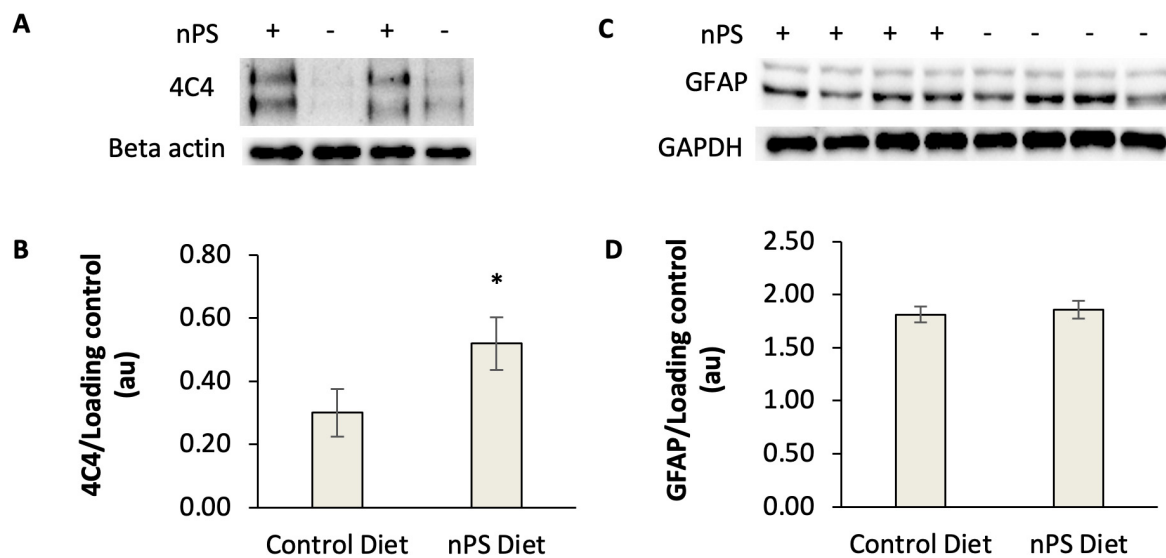 A
nPS + - + -
4C4
Beta actin
C
nPS + + + + - - - -
GFAP
GAPDH
B
4C4/Loading control
(au)
0.80
0.60
0.40
0.20
0.00
*
Control Diet nPS Diet
D
GFAP/Loading control
(au)
2.50
2.00
1.50
1.00
0.50
0.00
Control Diet nPS Diet